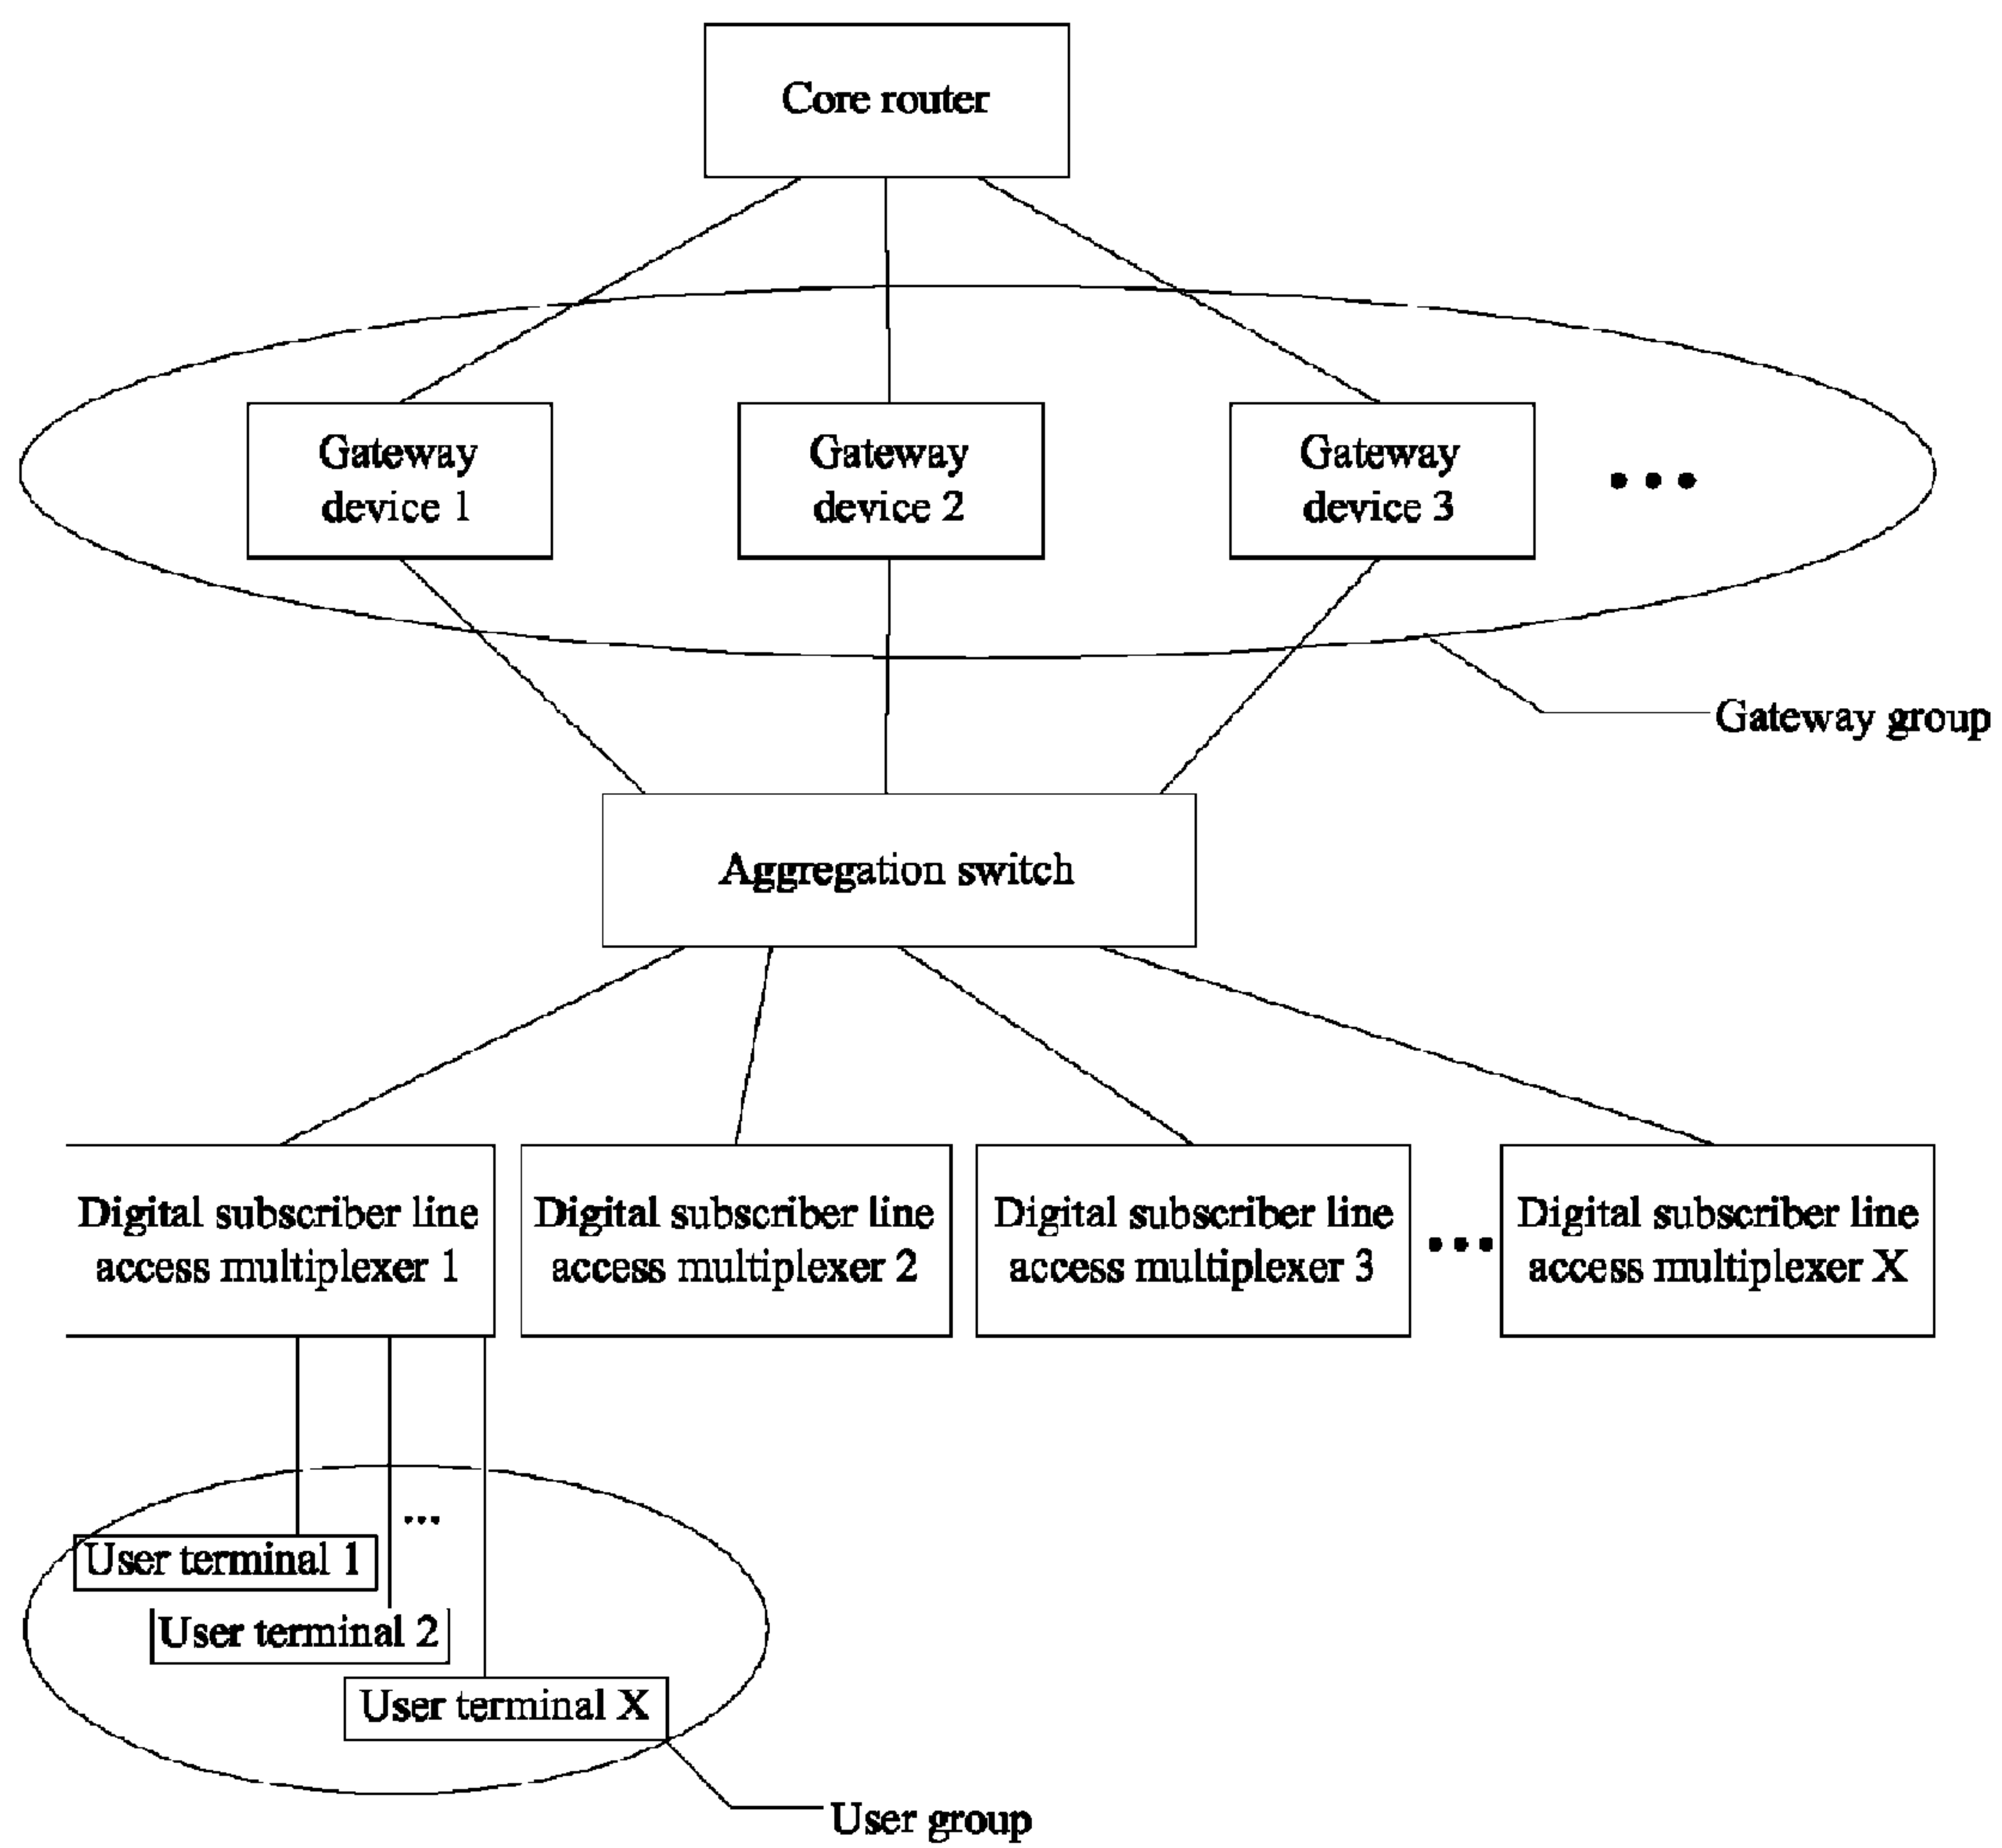 Core router
Gateway
device 1
Gateway
device 2
Gateway
device 3
...
Gateway group
Aggregation switch
Digital subscriber line
access multiplexer 1
Digital subscriber line
access multiplexer 2
Digital subscriber line
access multiplexer 3
...
Digital subscriber line
access multiplexer X
...
User terminal 1
User terminal 2
User terminal X
User group